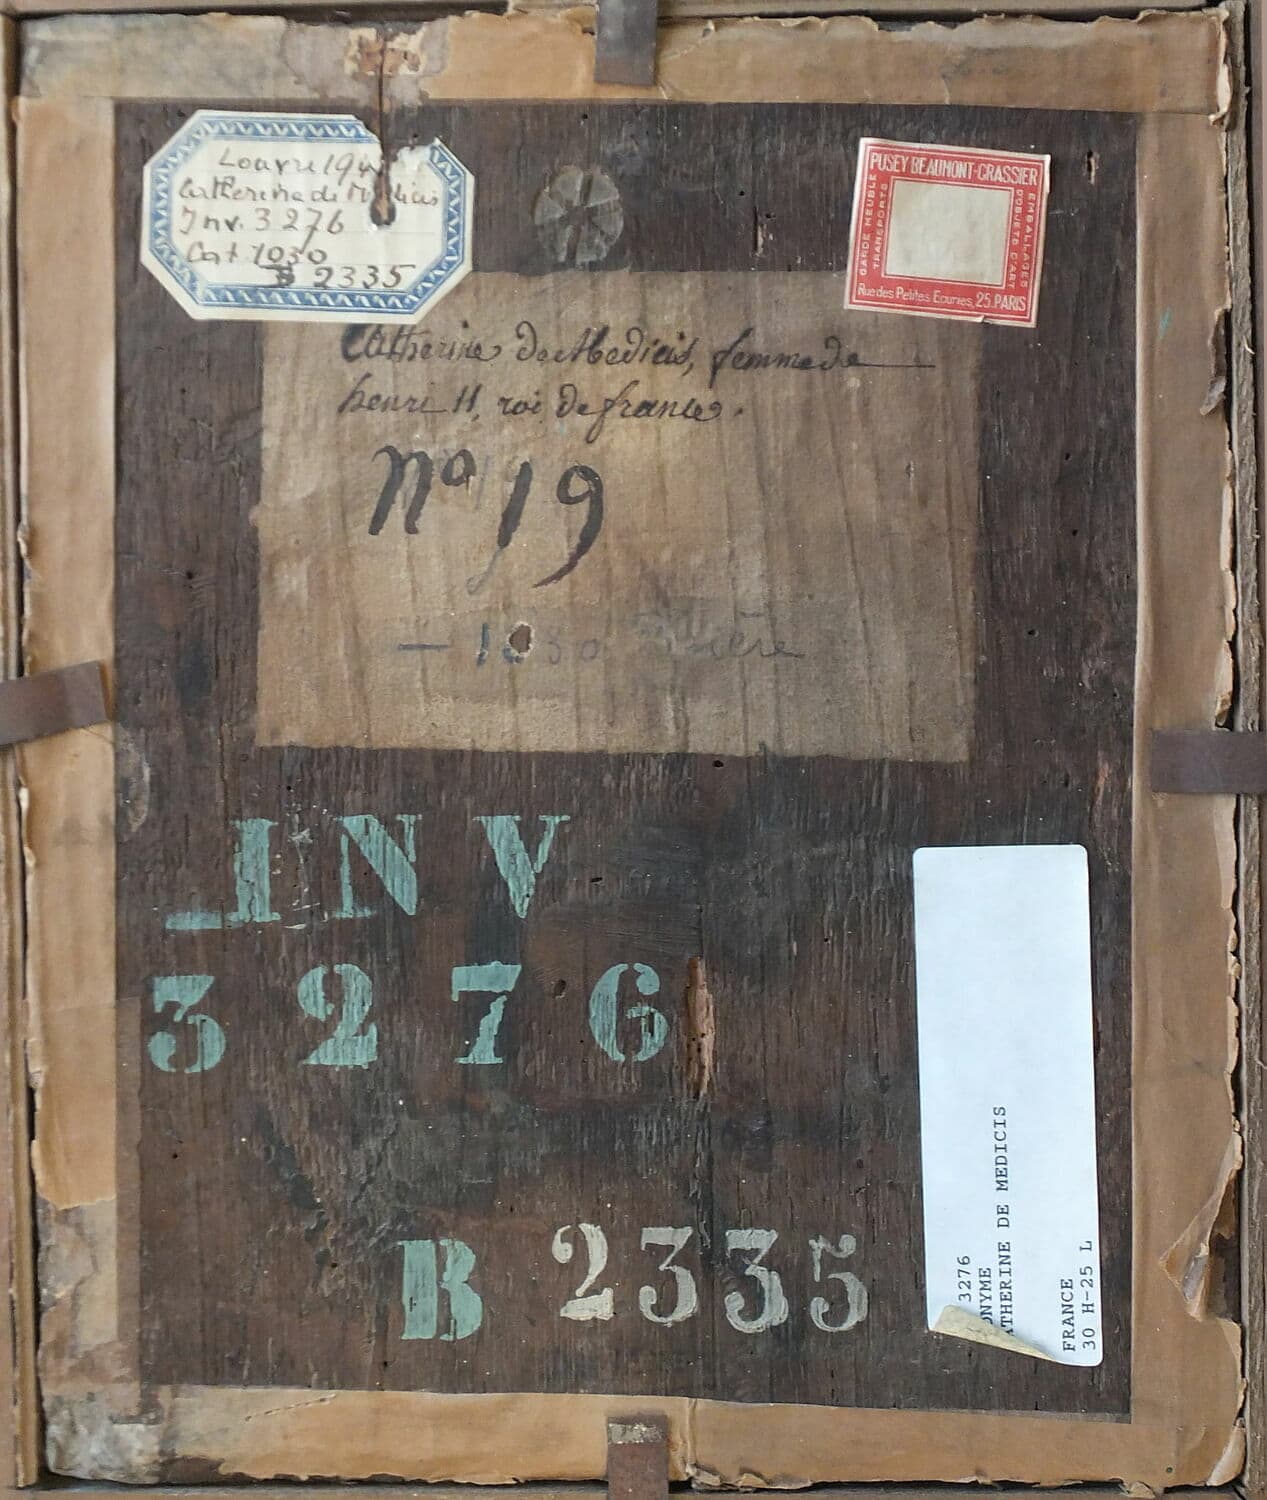 Louvre 194
Catherine de Médicis
Inv. 3276
Cat. 1030
B 2335
PUSEY BEAUMONT-CRASSIER
GARDE MEUBLE
TRANSPORTS
EMBALLAGES
D'OBJETS D'ART
Rue des Petites Ecuries, 25. PARIS
Catherine de Medicis, femme de
henri II, roi de france.
No 19
— 1030
INV
3276
B 2335
3276
ONYME
ATHERINE DE MEDICIS
FRANCE
30 H-25 L